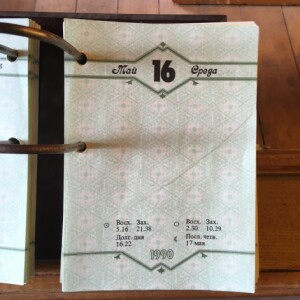 Май 16 Среда
Восх. Зах.
5.16 21.38
Долг. дня
16.22
Восх. Зах.
2.30 10.29
Посл. четв.
17 мая
1990